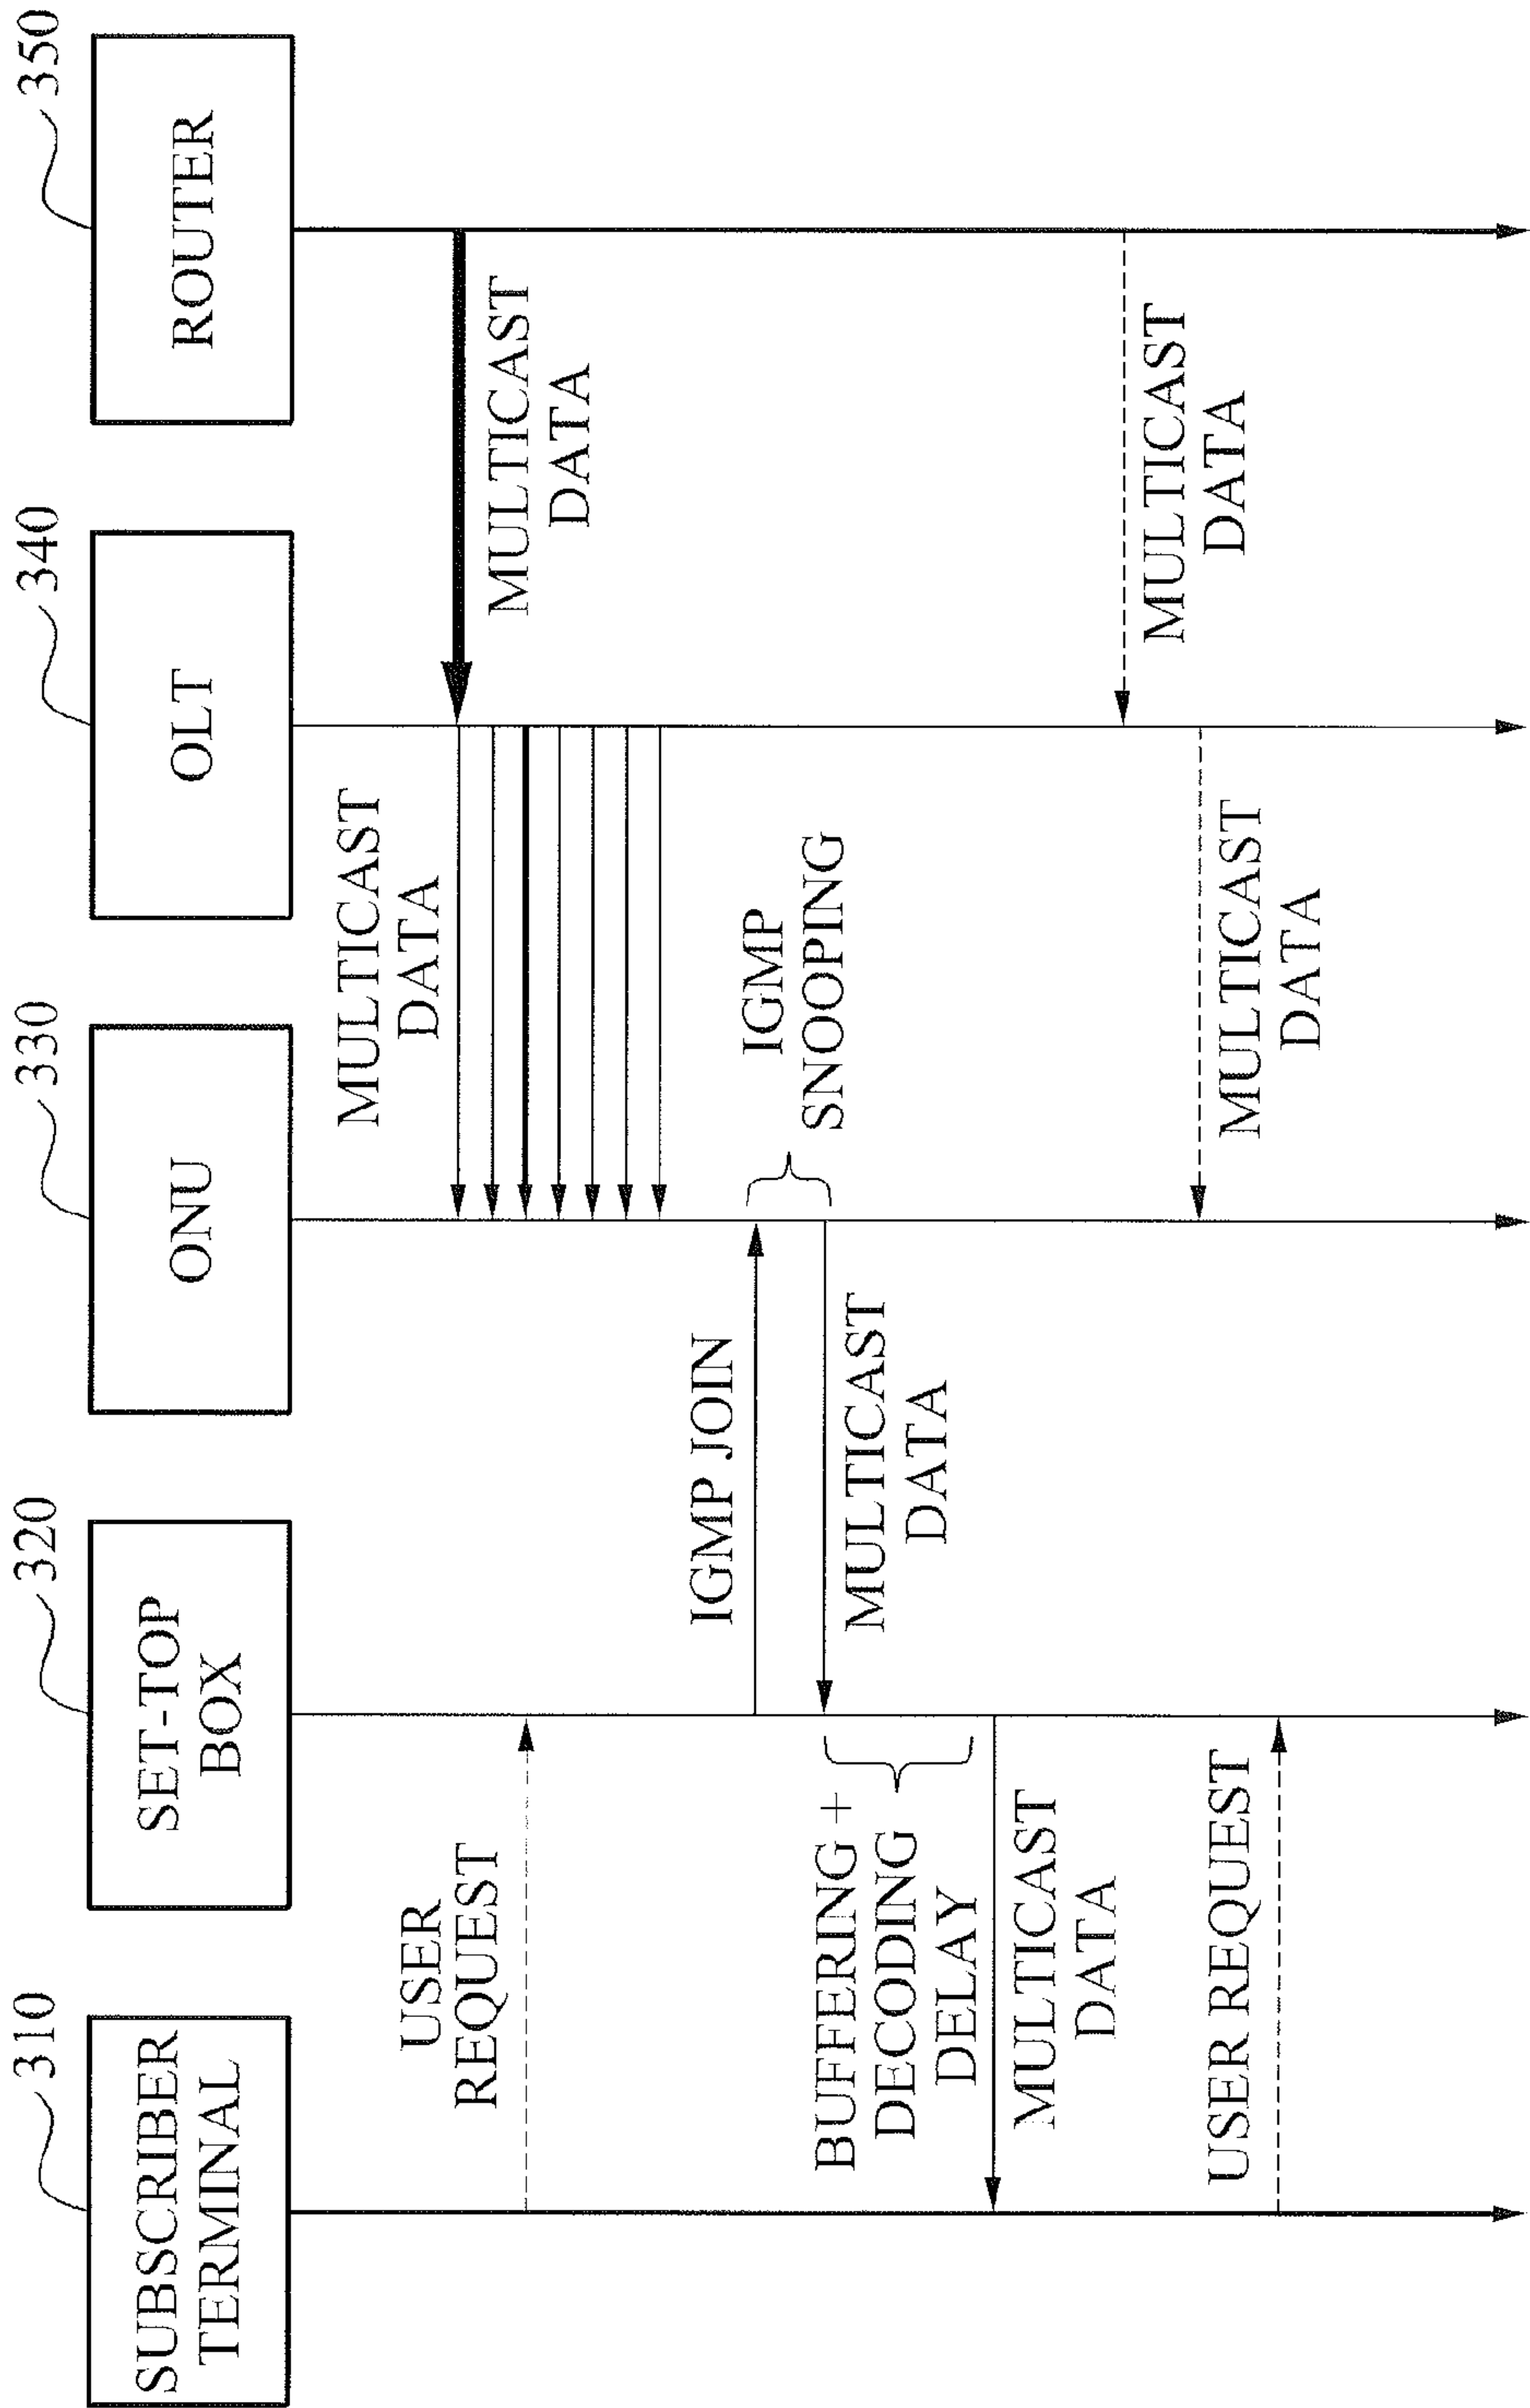 310
SUBSCRIBER
TERMINAL
320
SET-TOP
BOX
330
ONU
340
OLT
350
ROUTER
USER
REQUEST
MULTICAST
DATA
MULTICAST
DATA
IGMP JOIN
IGMP
SNOOPING
BUFFERING +
DECODING
DELAY
MULTICAST
DATA
MULTICAST
DATA
USER REQUEST
MULTICAST
DATA
MULTICAST
DATA